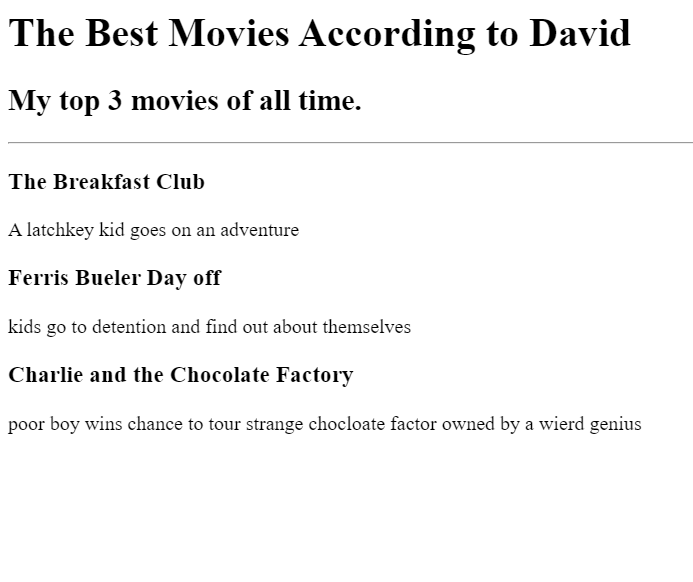 The Best Movies According to David
My top 3 movies of all time.
The Breakfast Club
A latchkey kid goes on an adventure
Ferris Bueler Day off
kids go to detention and find out about themselves
Charlie and the Chocolate Factory
poor boy wins chance to tour strange chocloate factor owned by a wierd genius